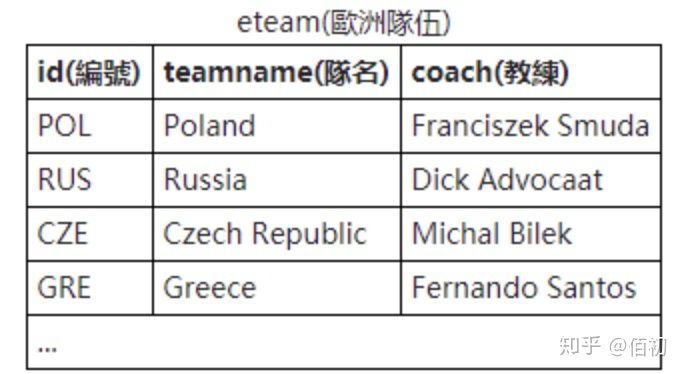 eteam(歐洲隊伍)
id(編號) teamname(隊名) coach(教練)
POL Poland Franciszek Smuda
RUS Russia Dick Advocaat
CZE Czech Republic Michal Bilek
GRE Greece Fernando Santos
...
知乎 @佰初